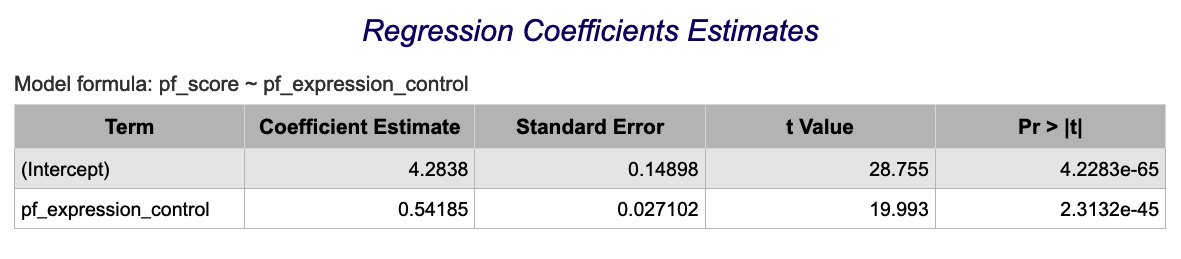 Regression Coefficients Estimates
Model formula: pf_score ~ pf_expression_control
Term Coefficient Estimate Standard Error t Value Pr > |t|
(Intercept) 4.2838 0.14898 28.755 4.2283e-65
pf_expression_control 0.54185 0.027102 19.993 2.3132e-45